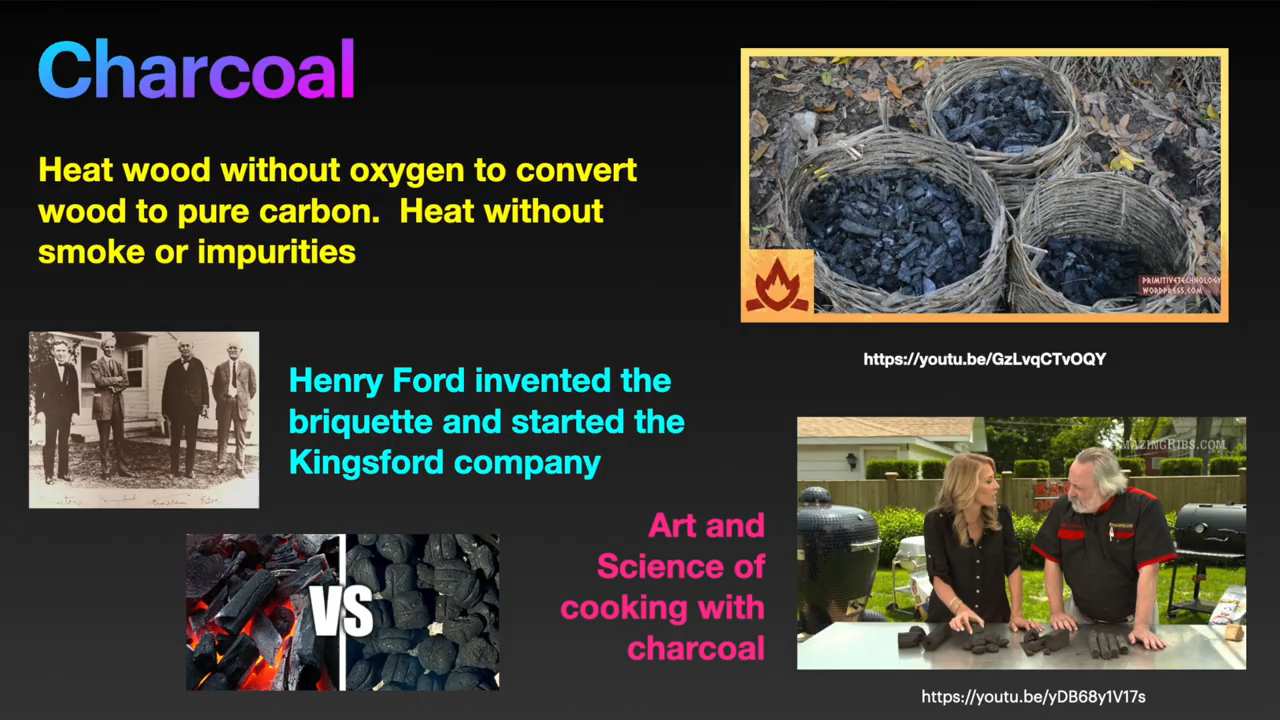 Charcoal
Heat wood without oxygen to convert
wood to pure carbon.  Heat without
smoke or impurities
PRIMITIVETECHNOLOGY
WORDPRESS.COM
https://youtu.be/GzLvqCTvOQY
Henry Ford invented the
briquette and started the
Kingsford company
VS
Art and
Science of
cooking with
charcoal
AMAZINGRIBS.COM
https://youtu.be/yDB68y1V17s